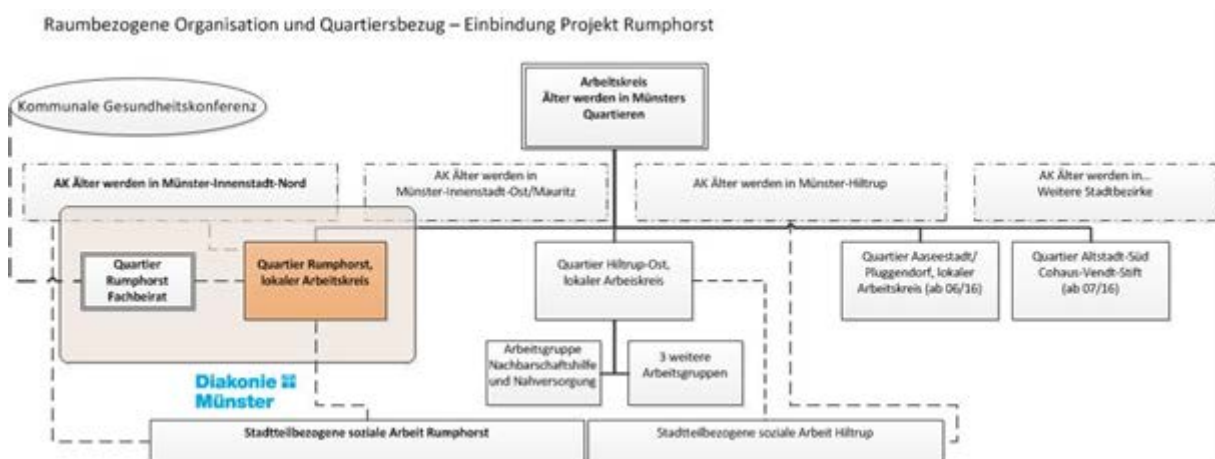 Raumbezogene Organisation und Quartiersbezug – Einbindung Projekt Rumphorst
Arbeitskreis
Älter werden in Münsters
Quartieren
Kommunale Gesundheitskonferenz
AK Älter werden in Münster-Innenstadt-Nord
AK Älter werden in
Münster-Innenstadt-Ost/Mauritz
AK Älter werden in Münster-Hiltrup
AK Älter werden in...
Weitere Stadtbezirke
Quartier
Rumphorst
Fachbeirat
Quartier Rumphorst,
lokaler Arbeitskreis
Quartier Hiltrup-Ost,
lokaler Arbeiskreis
Quartier Aaseestadt/
Pluggendorf, lokaler
Arbeitskreis (ab 06/16)
Quartier Altstadt-Süd
Cohaus-Vendt-Stift
(ab 07/16)
Arbeitsgruppe
Nachbarschaftshilfe
und Nahversorgung
3 weitere
Arbeitsgruppen
Diakonie
Münster
Stadtteilbezogene soziale Arbeit Rumphorst
Stadtteilbezogene soziale Arbeit Hiltrup